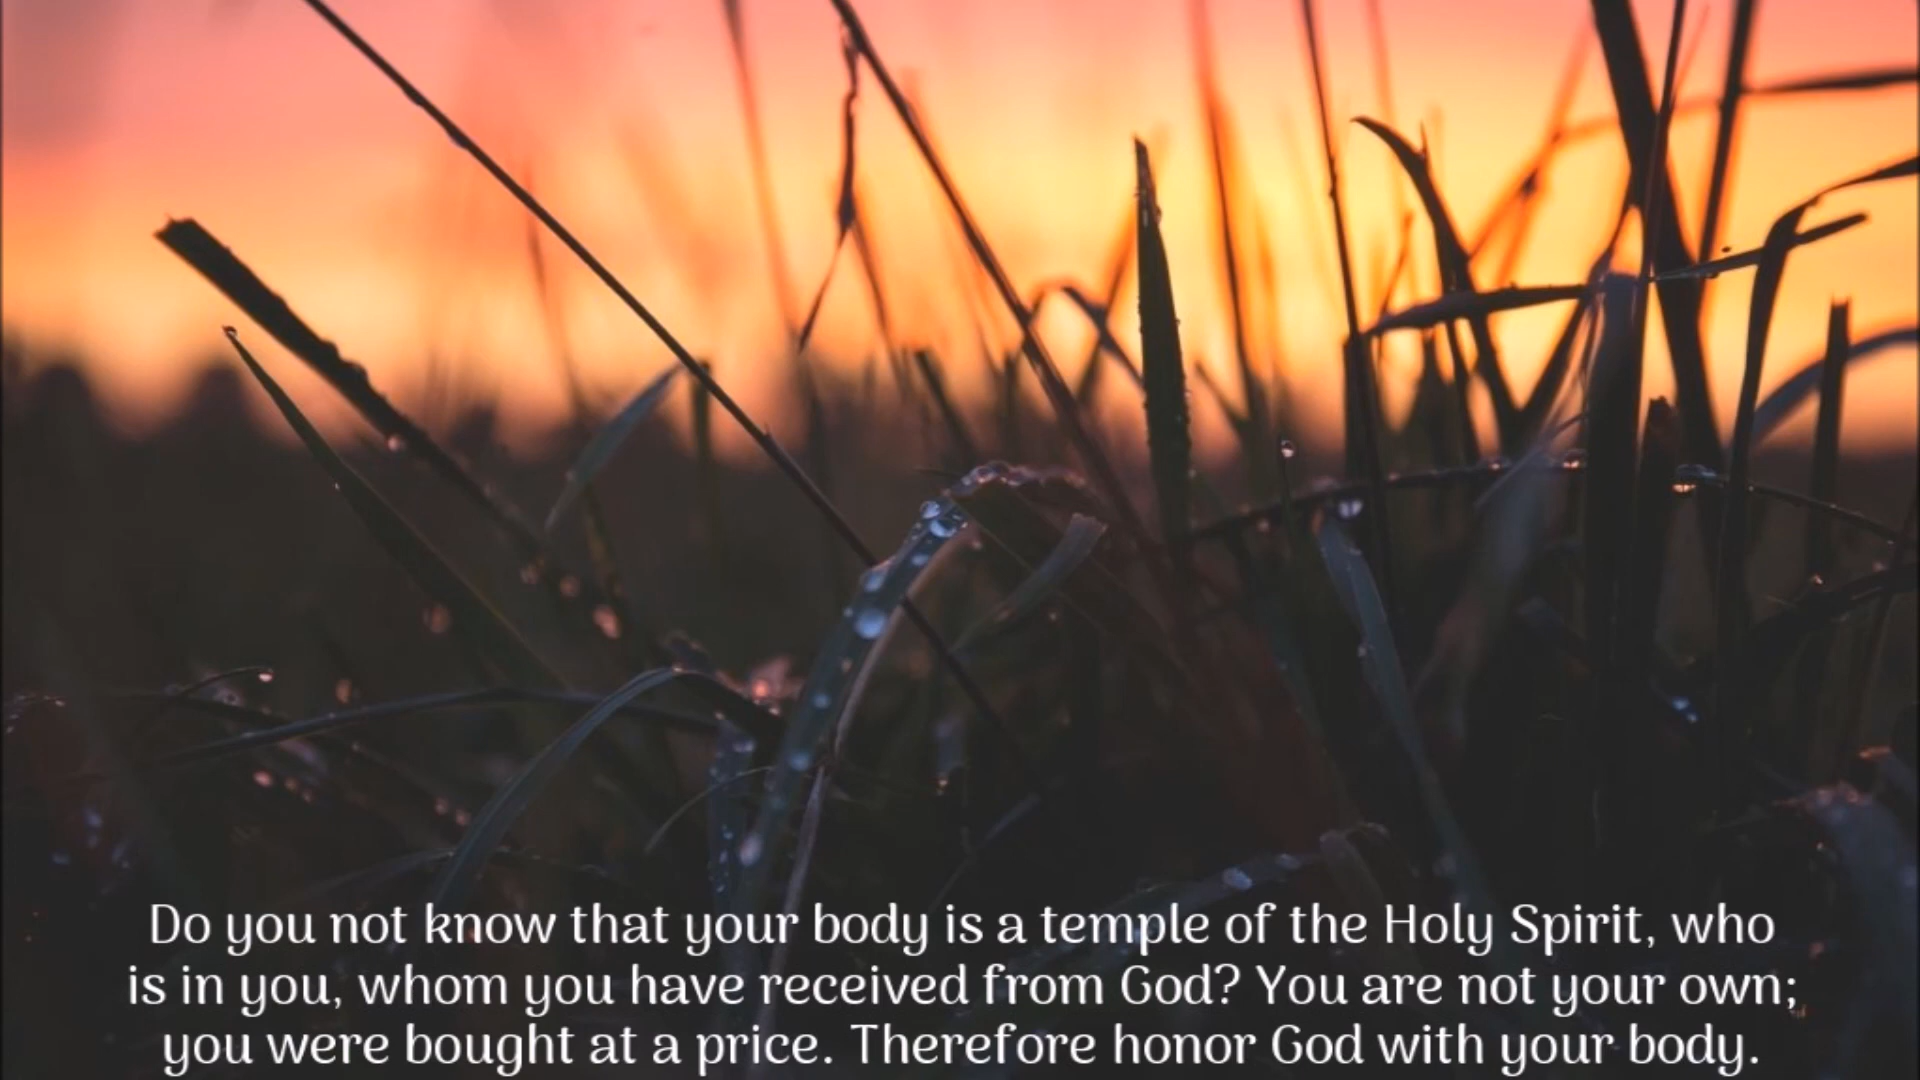 Do you not know that your body is a temple of the Holy Spirit, who
is in you, whom you have received from God? You are not your own;
you were bought at a price. Therefore honor God with your body.